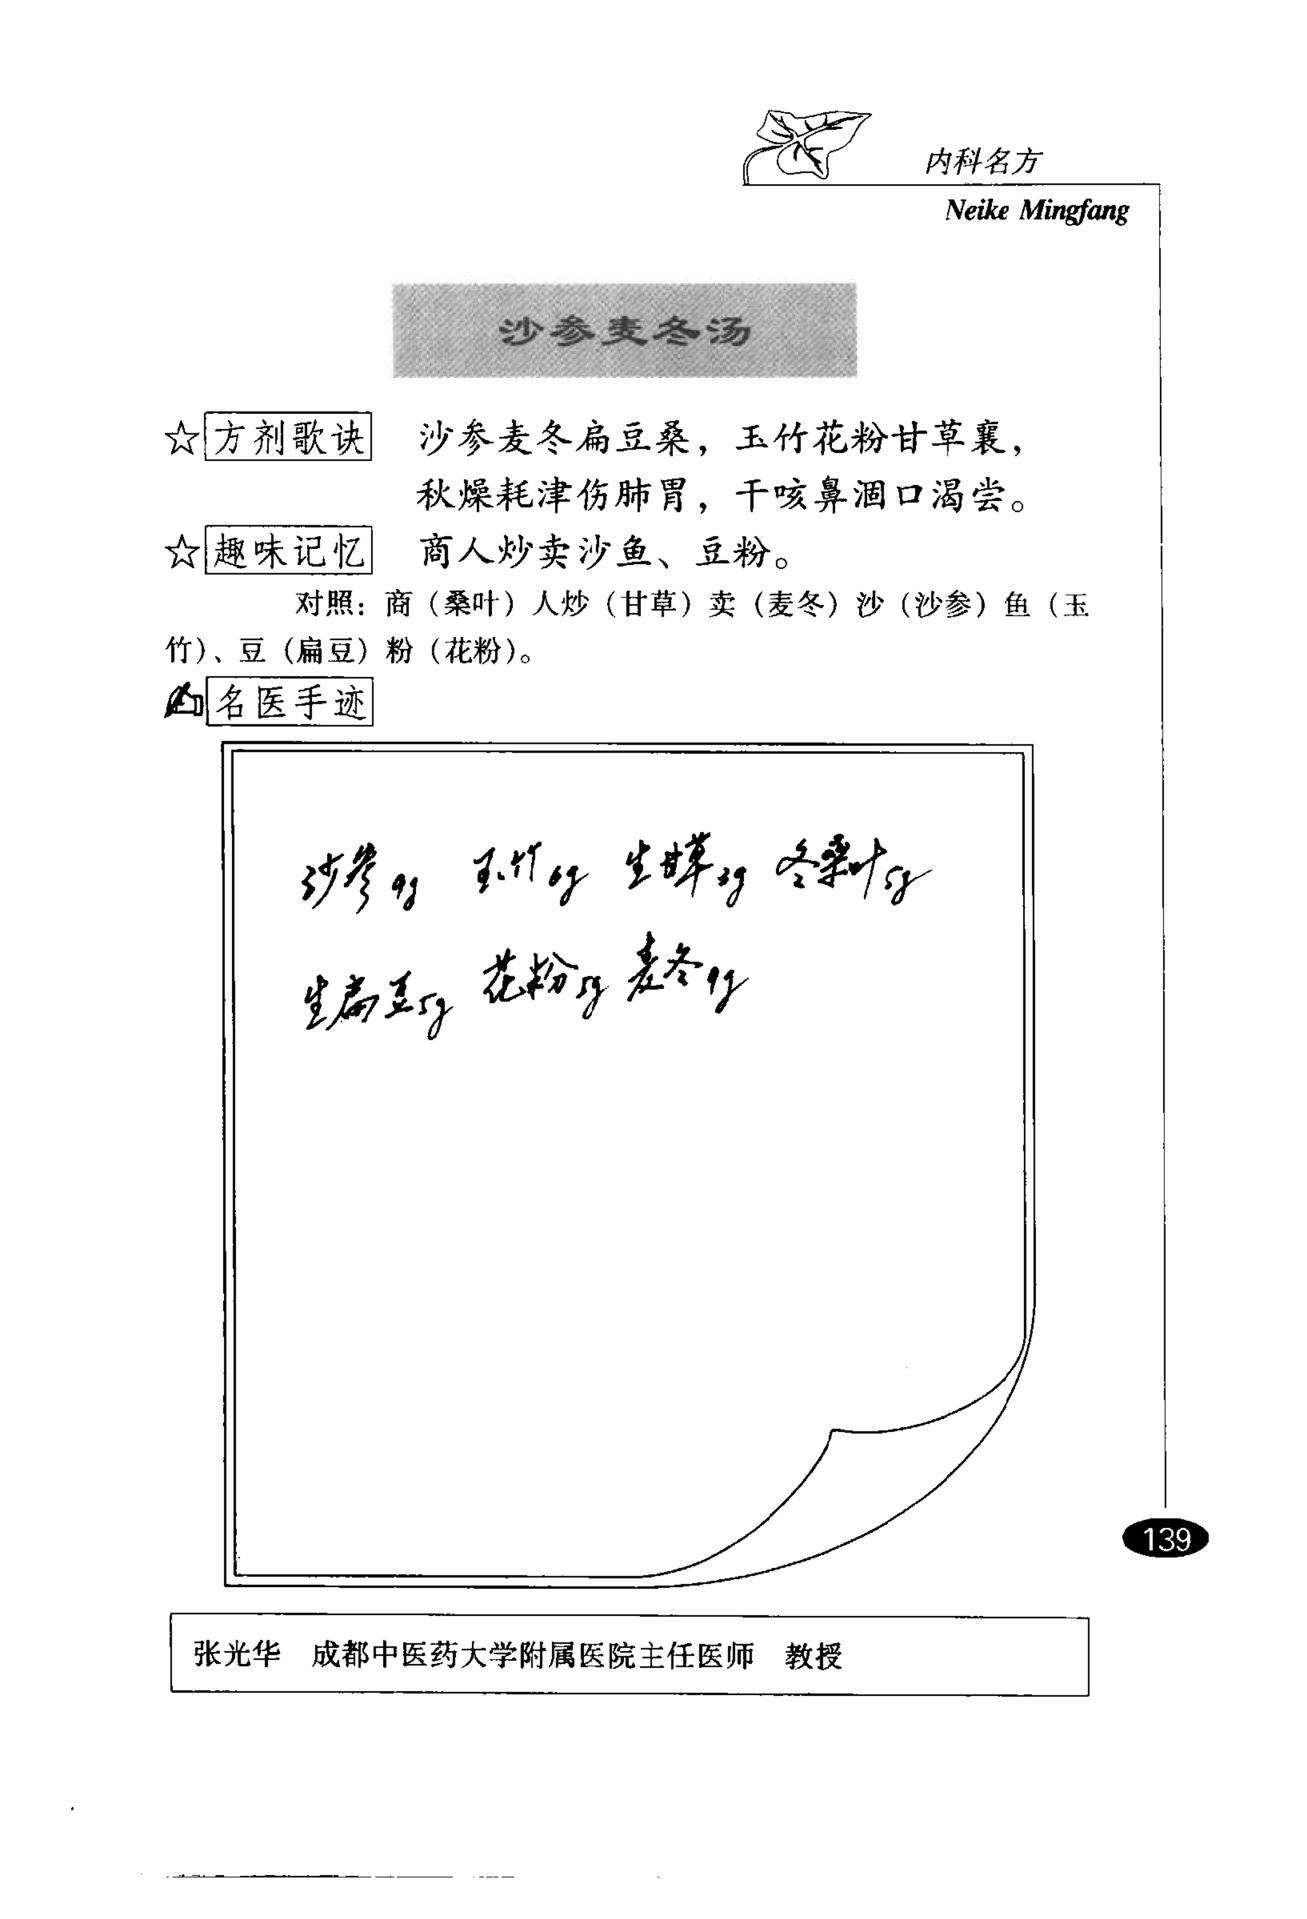 内科名方
Neike Mingfang
沙参麦冬汤
☆方剂歌诀 沙参麦冬扁豆桑，玉竹花粉甘草襄，
秋燥耗津伤肺胃，干咳鼻涸口渴尝。
☆趣味记忆 商人炒卖沙鱼、豆粉。
对照：商（桑叶）人炒（甘草）卖（麦冬）沙（沙参）鱼（玉
竹）、豆（扁豆）粉（花粉）。
名医手迹
沙参9g 玉竹6g 生甘草3g 冬桑叶5g
生扁豆5g 花粉5g 麦冬9g
139
张光华 成都中医药大学附属医院主任医师 教授